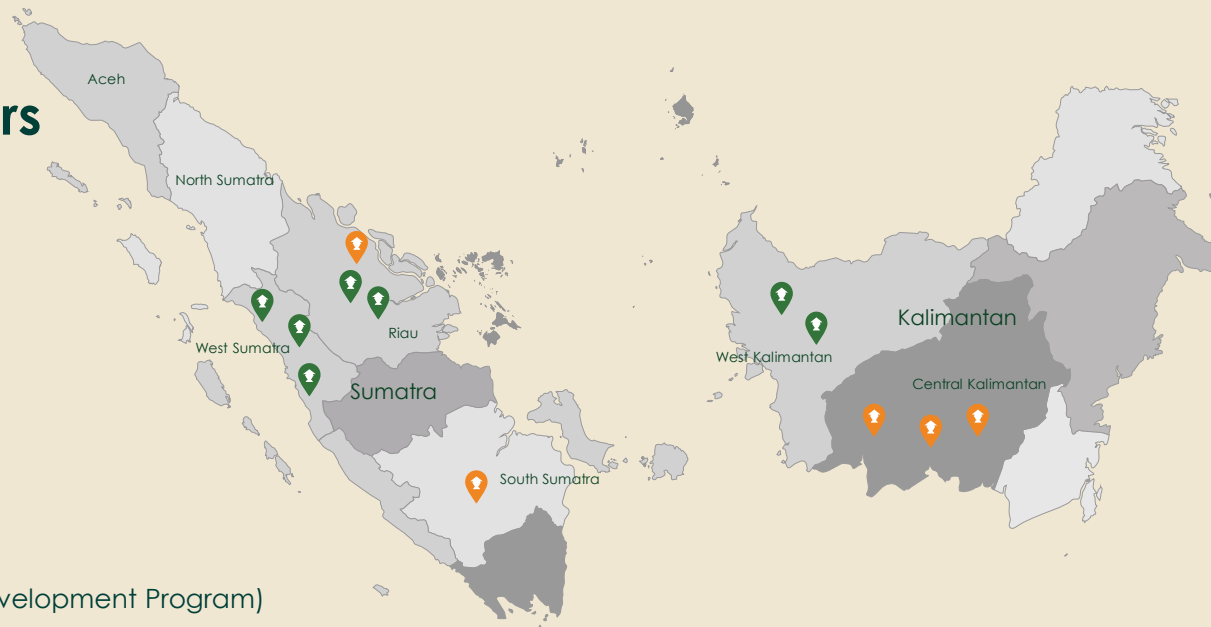 Aceh
rs
North Sumatra
Riau
West Sumatra
Sumatra
South Sumatra
Kalimantan
West Kalimantan
Central Kalimantan
velopment Program)